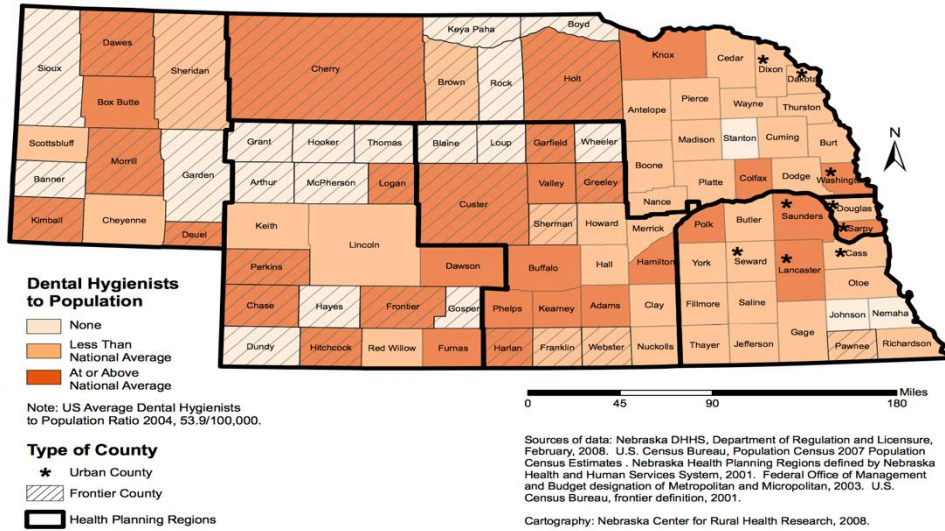 Boyd
Keya Paha
Dawes
Knox
Cedar
Sioux
Sheridan
Cherry
Brown
Rock
Holt
Dixon
Dakota
Box Butte
Pierce
Wayne
Thurston
Antelope
Scottsbluff
Morrill
Garden
Grant
Hooker
Thomas
Blaine
Loup
Garfield
Wheeler
Madison
Stanton
Cuming
Burt
N
Banner
Arthur
McPherson
Logan
Custer
Valley
Greeley
Boone
Platte
Colfax
Dodge
Washington
Kimball
Cheyenne
Deuel
Keith
Lincoln
Sherman
Howard
Nance
Merrick
Polk
Butler
Saunders
Douglas
Sarpy
Perkins
Dawson
Buffalo
Hall
Hamilton
York
Seward
Lancaster
Cass
Otoe
Chase
Hayes
Frontier
Gosper
Phelps
Kearney
Adams
Clay
Fillmore
Saline
Gage
Johnson
Nemaha
Dundy
Hitchcock
Red Willow
Furnas
Harlan
Franklin
Webster
Nuckolls
Thayer
Jefferson
Pawnee
Richardson
Dental Hygienists
to Population
None
Less Than
National Average
At or Above
National Average
Note: US Average Dental Hygienists
to Population Ratio 2004, 53.9/100,000.
Type of County
* Urban County
Frontier County
Health Planning Regions
Miles
0 45 90 180
Sources of data: Nebraska DHHS, Department of Regulation and Licensure,
February, 2008. U.S. Census Bureau, Population Census 2007 Population
Census Estimates . Nebraska Health Planning Regions defined by Nebraska
Health and Human Services System, 2001. Federal Office of Management
and Budget designation of Metropolitan and Micropolitan, 2003. U.S.
Census Bureau, frontier definition, 2001.
Cartography: Nebraska Center for Rural Health Research, 2008.